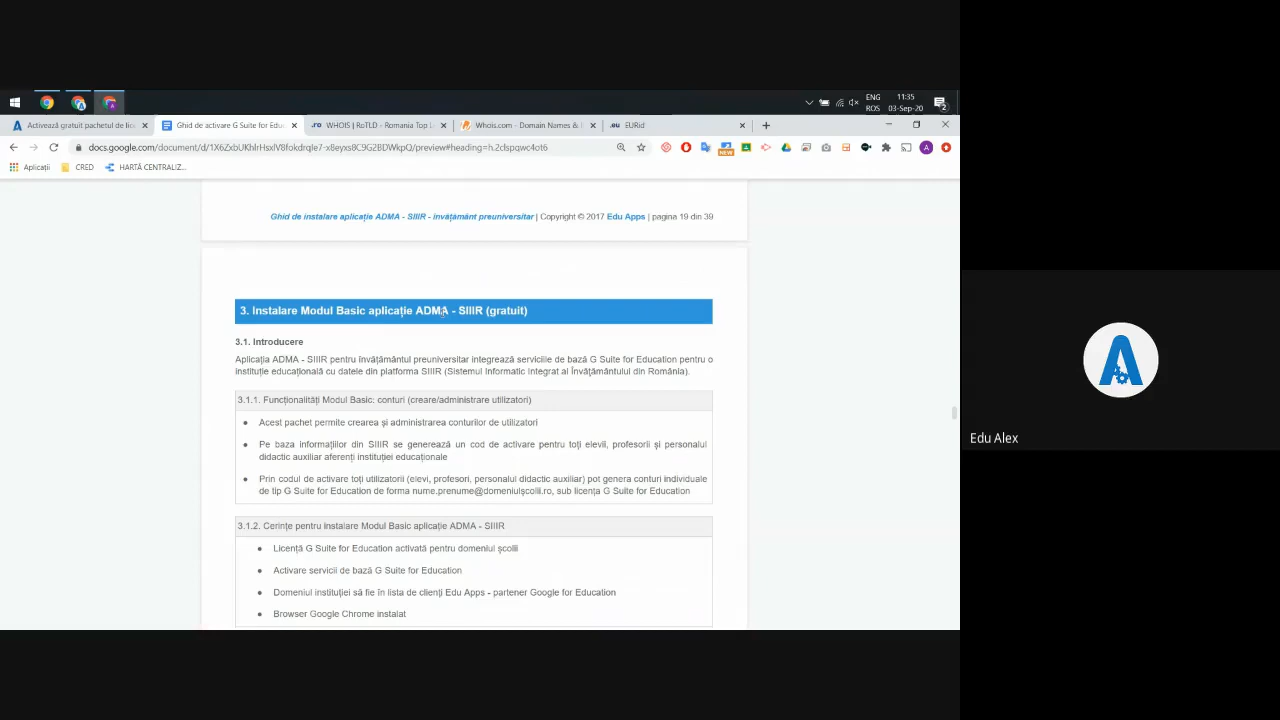 ENG
ROS
11:35
03-Sep-20
2
Activează gratuit pachetul de lice
Ghid de activare G Suite for Edu
.ro WHOIS | RoTLD - Romania Top L
Whois.com - Domain Names & I
.eu EURid
docs.google.com/document/d/1X6ZxbUKhlrHsxlV8fokdrqIe7-x8eyxs8C9G2BDWkpQ/preview#heading=h.2clspqwc4ot6
NEW
A
Aplicații
CRED
HARTĂ CENTRALIZ...
Ghid de instalare aplicație ADMA - SIIIR - învățământ preuniversitar | Copyright © 2017 Edu Apps | pagina 19 din 39
3. Instalare Modul Basic aplicație ADMA - SIIIR (gratuit)
3.1. Introducere
Aplicația ADMA - SIIIR pentru învățământul preuniversitar integrează serviciile de bază G Suite for Education pentru o
instituție educațională cu datele din platforma SIIIR (Sistemul Informatic Integrat al Învăţământului din România).
3.1.1. Funcționalități Modul Basic: conturi (creare/administrare utilizatori)
● Acest pachet permite crearea și administrarea conturilor de utilizatori
● Pe baza informațiilor din SIIIR se generează un cod de activare pentru toți elevii, profesorii și personalul
didactic auxiliar aferenți instituției educaționale
● Prin codul de activare toți utilizatorii (elevi, profesori, personalul didactic auxiliar) pot genera conturi individuale
de tip G Suite for Education de forma nume.prenume@domeniulșcolii.ro, sub licența G Suite for Education
3.1.2. Cerințe pentru instalare Modul Basic aplicație ADMA - SIIIR
● Licență G Suite for Education activată pentru domeniul școlii
● Activare servicii de bază G Suite for Education
● Domeniul instituției să fie în lista de clienți Edu Apps - partener Google for Education
● Browser Google Chrome instalat
Edu Alex